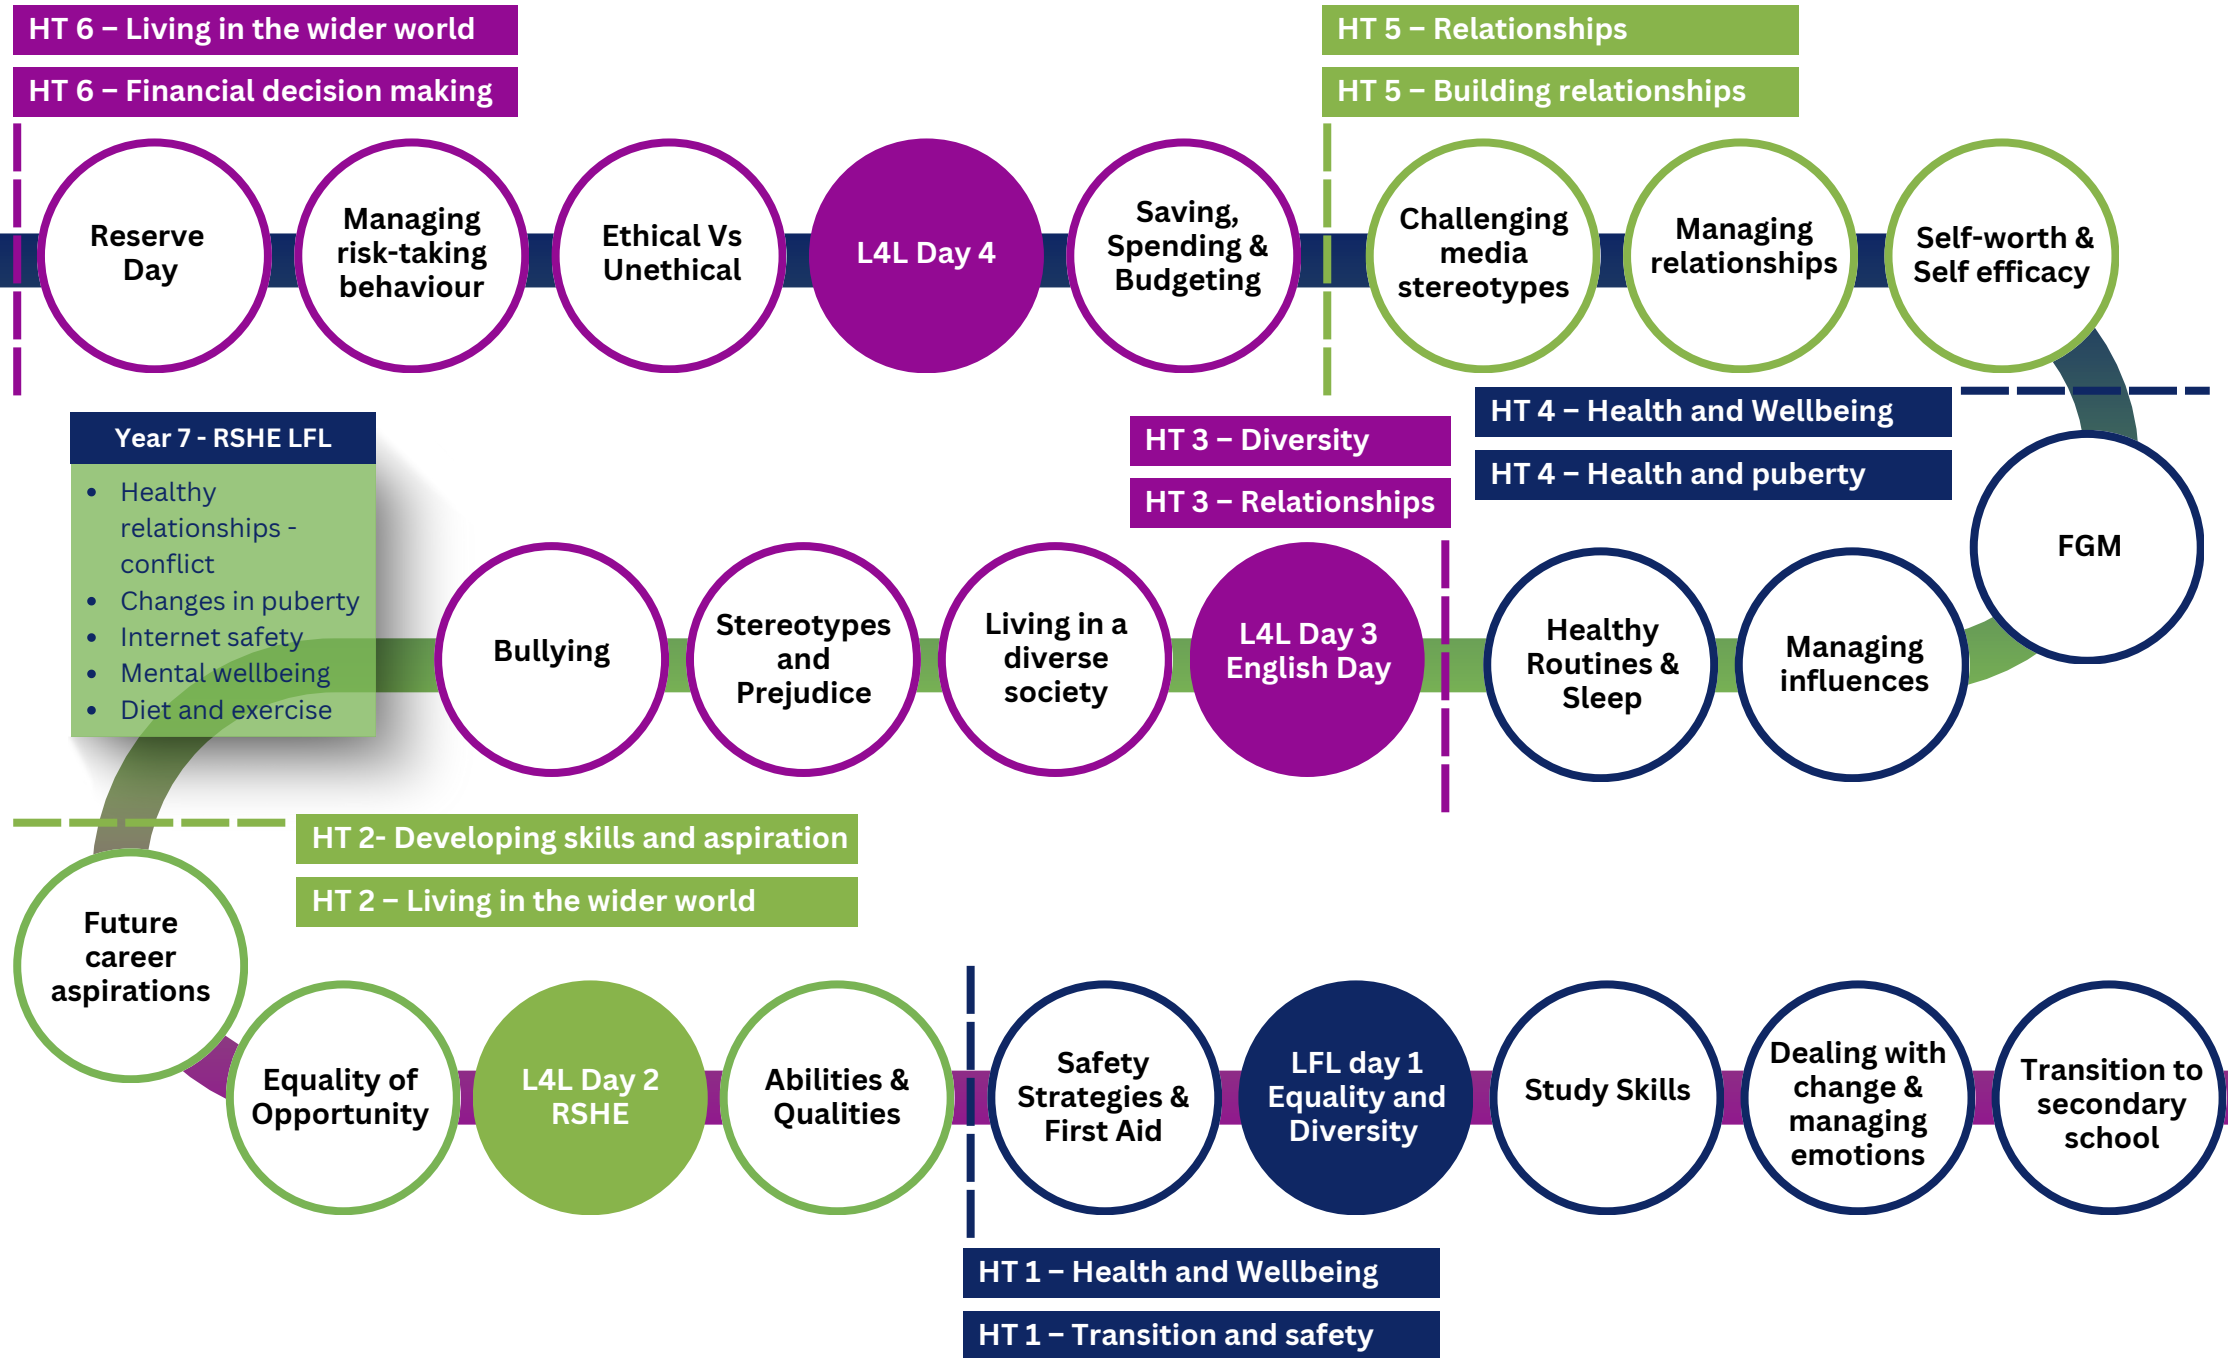 HT 6 – Living in the wider world
HT 6 – Financial decision making
HT 5 – Relationships
HT 5 – Building relationships
Reserve
Day
Managing
risk-taking
behaviour
Ethical Vs
Unethical
L4L Day 4
Saving,
Spending &
Budgeting
Challenging
media
stereotypes
Managing
relationships
Self-worth &
Self efficacy
Year 7 - RSHE LFL
• Healthy
relationships -
conflict
• Changes in puberty
• Internet safety
• Mental wellbeing
• Diet and exercise
HT 3 – Diversity
HT 3 – Relationships
HT 4 – Health and Wellbeing
HT 4 – Health and puberty
Bullying
Stereotypes
and
Prejudice
Living in a
diverse
society
L4L Day 3
English Day
Healthy
Routines &
Sleep
Managing
influences
FGM
HT 2- Developing skills and aspiration
HT 2 – Living in the wider world
Future
career
aspirations
Equality of
Opportunity
L4L Day 2
RSHE
Abilities &
Qualities
Safety
Strategies &
First Aid
LFL day 1
Equality and
Diversity
Study Skills
Dealing with
change &
managing
emotions
Transition to
secondary
school
HT 1 – Health and Wellbeing
HT 1 – Transition and safety